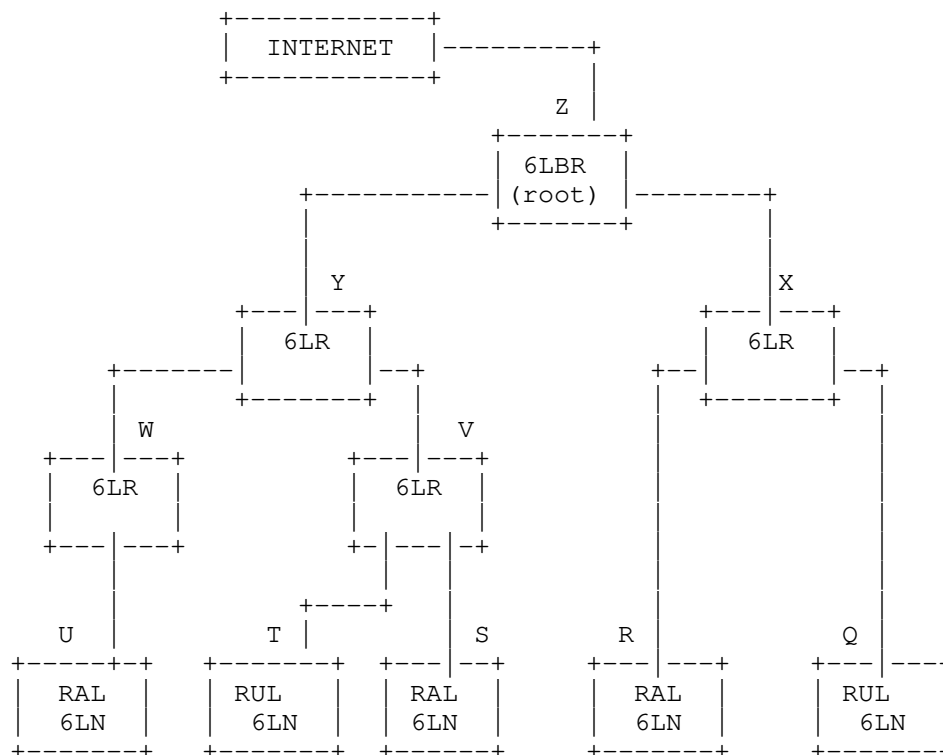 INTERNET
Z
6LBR
(root)
Y X
6LR 6LR
W V
6LR 6LR
U T S R Q
RAL RUL RAL RAL RUL
6LN 6LN 6LN 6LN 6LN